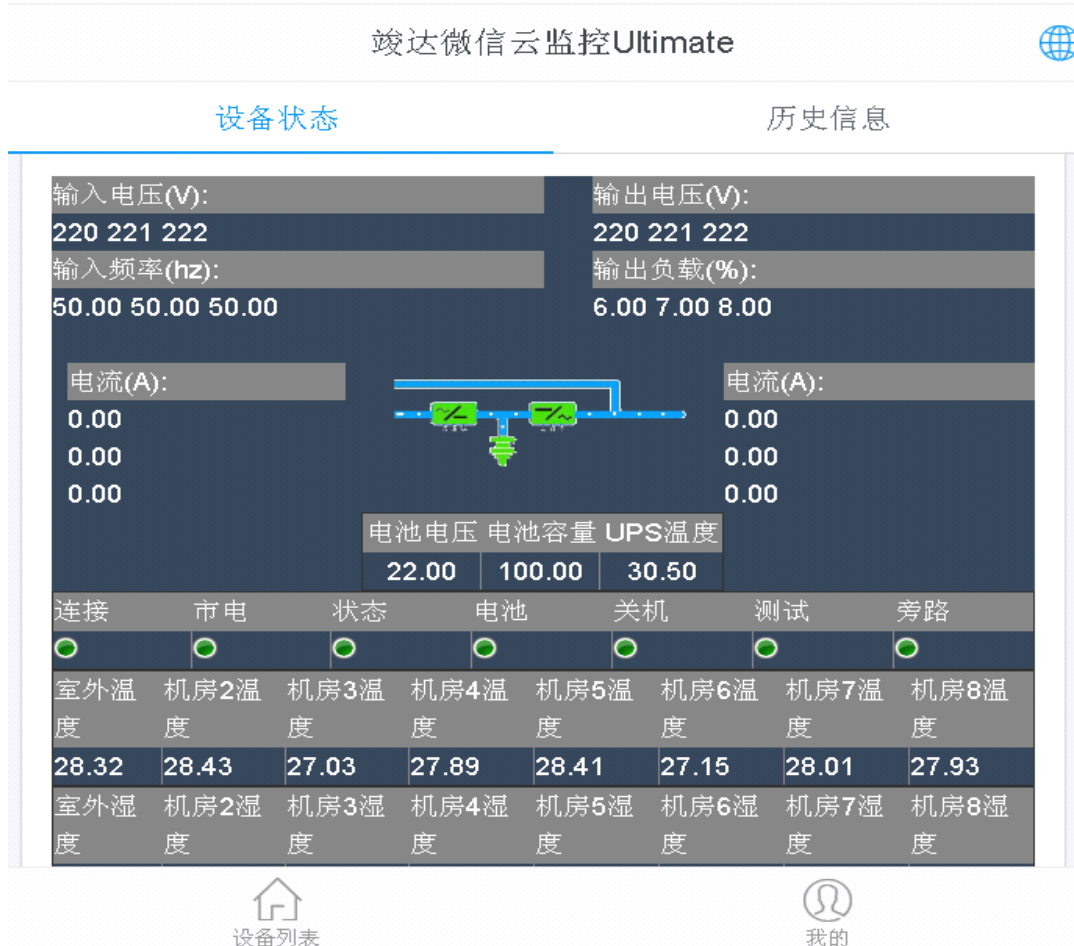 竣达微信云监控Ultimate
设备状态 历史信息
输入电压(V): 输出电压(V):
220 221 222 220 221 222
输入频率(hz): 输出负载(%):
50.00 50.00 50.00 6.00 7.00 8.00
电流(A): 电流(A):
0.00 0.00
0.00 0.00
0.00 0.00
电池电压 电池容量 UPS温度
22.00 100.00 30.50
连接 市电 状态 电池 关机 测试 旁路
室外温度 机房2温度 机房3温度 机房4温度 机房5温度 机房6温度 机房7温度 机房8温度
28.32 28.43 27.03 27.89 28.41 27.15 28.01 27.93
室外湿度 机房2湿度 机房3湿度 机房4湿度 机房5湿度 机房6湿度 机房7湿度 机房8湿度
设备列表 我的